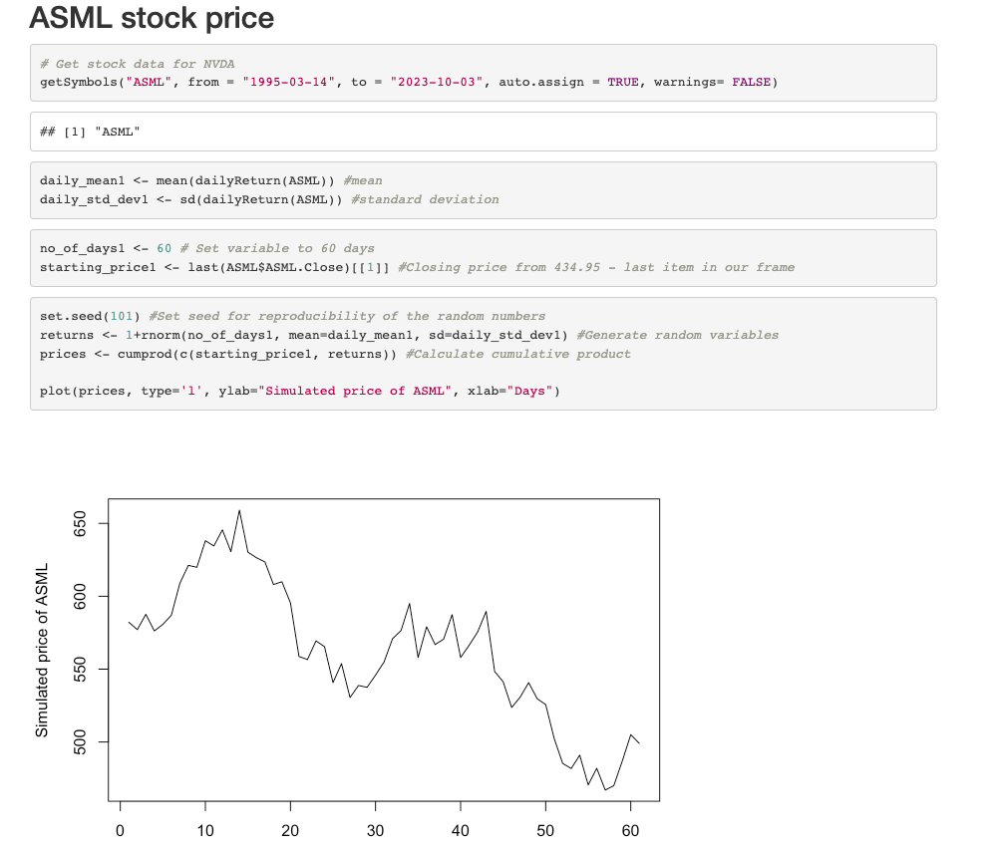 ASML stock price
# Get stock data for NVDA
getSymbols("ASML", from = "1995-03-14", to = "2023-10-03", auto.assign = TRUE, warnings= FALSE)
## [1] "ASML"
daily_mean1 <- mean(dailyReturn(ASML)) #mean
daily_std_dev1 <- sd(dailyReturn(ASML)) #standard deviation
no_of_days1 <- 60 # Set variable to 60 days
starting_price1 <- last(ASML$ASML.Close)[[1]] #Closing price from 434.95 - last item in our frame
set.seed(101) #Set seed for reproducibility of the random numbers
returns <- 1+rnorm(no_of_days1, mean=daily_mean1, sd=daily_std_dev1) #Generate random variables
prices <- cumprod(c(starting_price1, returns)) #Calculate cumulative product
plot(prices, type='l', ylab="Simulated price of ASML", xlab="Days")
Simulated price of ASML
650
600
550
500
0 10 20 30 40 50 60